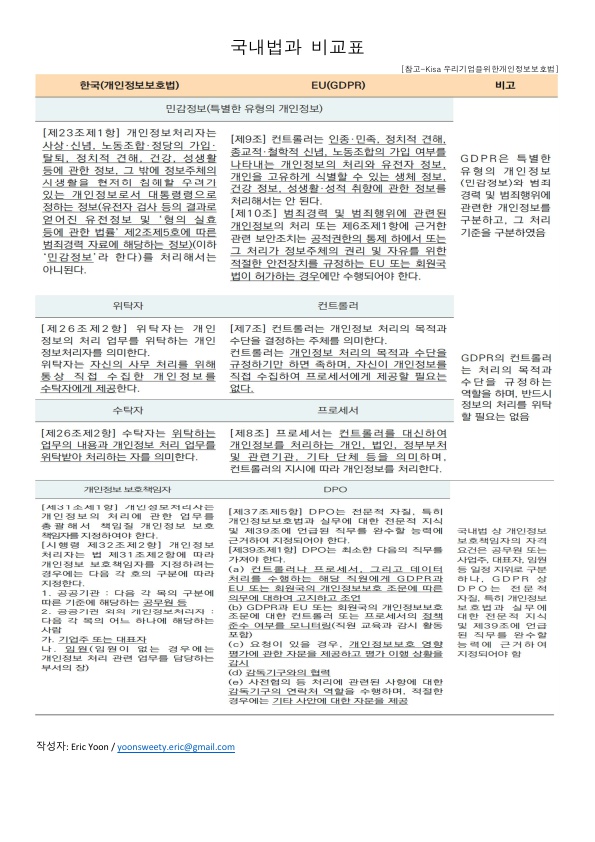 국내법과 비교표
[참고-Kisa 우리기업을위한개인정보보호법]
한국(개인정보보호법) EU(GDPR) 비고
민감정보(특별한 유형의 개인정보)
[제23조제1항] 개인정보처리자는
사상·신념, 노동조합·정당의 가입·
탈퇴, 정치적 견해, 건강, 성생활
등에 관한 정보, 그 밖에 정보주체의
사생활을 현저히 침해할 우려가
있는 개인정보로서 대통령령으로
정하는 정보(유전자 검사 등의 결과로
얻어진 유전정보 및 '형의 실효
등에 관한 법률' 제2조제5호에 따른
범죄경력 자료에 해당하는 정보)(이하
'민감정보'라 한다)를 처리해서는
아니된다.
[제9조] 컨트롤러는 인종·민족, 정치적 견해,
종교적·철학적 신념, 노동조합의 가입 여부를
나타내는 개인정보의 처리와 유전자 정보,
개인을 고유하게 식별할 수 있는 생체 정보,
건강 정보, 성생활·성적 취향에 관한 정보를
처리해서는 안 된다.
[제10조] 범죄경력 및 범죄행위에 관련된
개인정보의 처리 또는 제6조제1항에 근거한
관련 보안조치는 공적권한의 통제 하에서 또는
그 처리가 정보주체의 권리 및 자유를 위한
적절한 안전장치를 규정하는 EU 또는 회원국
법이 허가하는 경우에만 수행되어야 한다.
GDPR은 특별한
유형의 개인정보
(민감정보)와 범죄
경력 및 범죄행위에
관련한 개인정보를
구분하고, 그 처리
기준을 구분하였음
위탁자 컨트롤러
[제26조제2항] 위탁자는 개인
정보의 처리 업무를 위탁하는 개인
정보처리자를 의미한다.
위탁자는 자신의 사무 처리를 위해
통상 직접 수집한 개인정보를
수탁자에게 제공한다.
[제7조] 컨트롤러는 개인정보 처리의 목적과
수단을 결정하는 주체를 의미한다.
컨트롤러는 개인정보 처리의 목적과 수단을
규정하기만 하면 족하며, 자신이 개인정보를
직접 수집하여 프로세서에게 제공할 필요는
없다.
GDPR의 컨트롤러
는 처리의 목적과
수단을 규정하는
역할을 하며, 반드시
정보의 처리를 위탁
할 필요는 없음
수탁자 프로세서
[제26조제2항] 수탁자는 위탁하는
업무의 내용과 개인정보 처리 업무를
위탁받아 처리하는 자를 의미한다.
[제8조] 프로세서는 컨트롤러를 대신하여
개인정보를 처리하는 개인, 법인, 정부부처
및 관련기관, 기타 단체 등을 의미하며,
컨트롤러의 지시에 따라 개인정보를 처리한다.
개인정보 보호책임자 DPO
[제31조제1항] 개인정보처리자는
개인정보의 처리에 관한 업무를
총괄해서 책임질 개인정보 보호
책임자를 지정하여야 한다.
[시행령 제32조제2항] 개인정보
처리자는 법 제31조제2항에 따라
개인정보 보호책임자를 지정하려는
경우에는 다음 각 호의 구분에 따라
지정한다.
1. 공공기관 : 다음 각 목의 구분에
따른 기준에 해당하는 공무원 등
2. 공공기관 외의 개인정보처리자 :
다음 각 목의 어느 하나에 해당하는
사람
가. 기업주 또는 대표자
나. 임원(임원이 없는 경우에는
개인정보 처리 관련 업무를 담당하는
부서의 장)
[제37조제5항] DPO는 전문적 자질, 특히
개인정보보호법과 실무에 대한 전문적 지식
및 제39조에 언급된 직무를 완수할 능력에
근거하여 지정되어야 한다.
[제39조제1항] DPO는 최소한 다음의 직무를
가져야 한다.
(a) 컨트롤러나 프로세서, 그리고 데이터
처리를 수행하는 해당 직원에게 GDPR과
EU 또는 회원국의 개인정보보호 조문에 따른
의무에 대하여 고지하고 조언
(b) GDPR과 EU 또는 회원국의 개인정보보호
조문에 대한 컨트롤러 또는 프로세서의 정책
준수 여부를 모니터링(직원 교육과 감시 활동
포함)
(c) 요청이 있을 경우, 개인정보보호 영향
평가에 관한 자문을 제공하고 평가 이행 상황을
감시
(d) 감독기구와의 협력
(e) 사전협의 등 처리에 관련된 사항에 대한
감독기구의 연락처 역할을 수행하며, 적절한
경우에는 기타 사안에 대한 자문을 제공
국내법 상 개인정보
보호책임자의 자격
요건은 공무원 또는
사업주, 대표자, 임원
등 일정 지위로 구분
하나, GDPR 상
DPO는 전문적
자질, 특히 개인정보
보호법과 실무에
대한 전문적 지식
및 제39조에 언급
된 직무를 완수할
능력에 근거하여
지정되어야 함
작성자: Eric Yoon / yoonsweety.eric@gmail.com